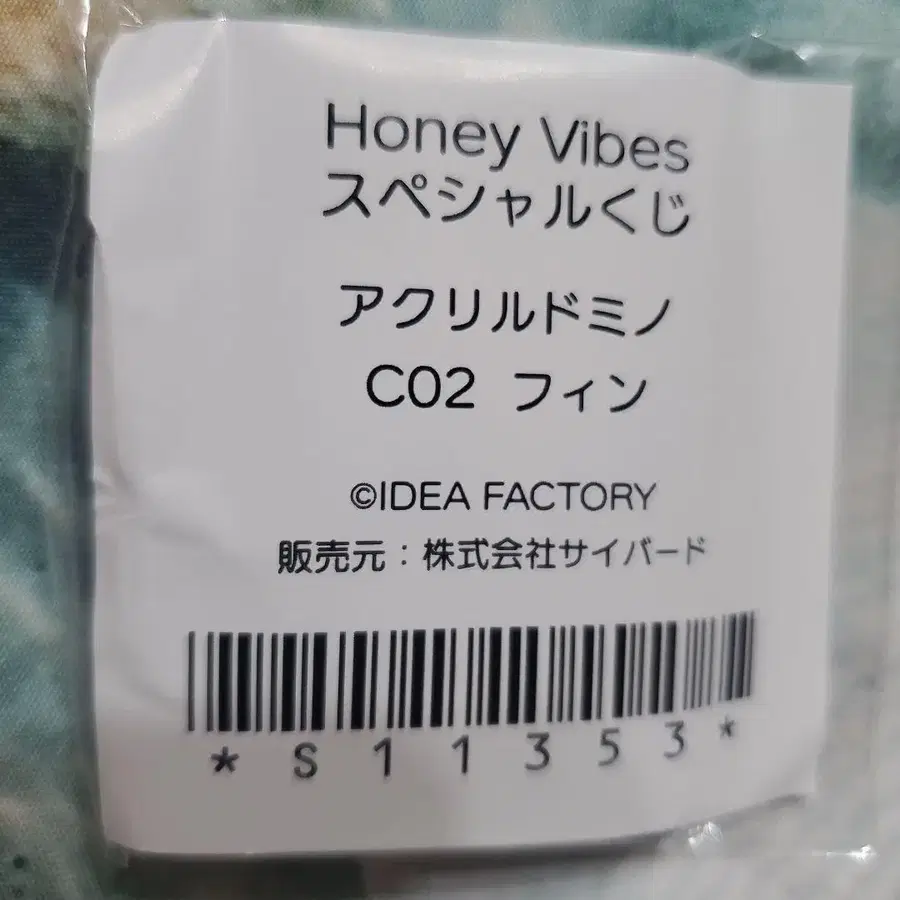 Honey Vibes
スペシャルくじ
アクリルドミノ
C02 フィン
©IDEA FACTORY
販売元：株式会社サイバード
*S11353*